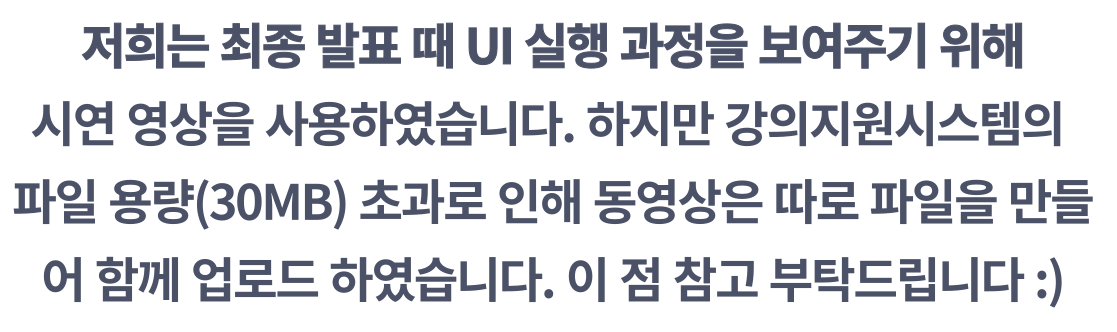 저희는 최종 발표 때 UI 실행 과정을 보여주기 위해
시연 영상을 사용하였습니다. 하지만 강의지원시스템의
파일 용량(30MB) 초과로 인해 동영상은 따로 파일을 만들
어 함께 업로드 하였습니다. 이 점 참고 부탁드립니다 :)